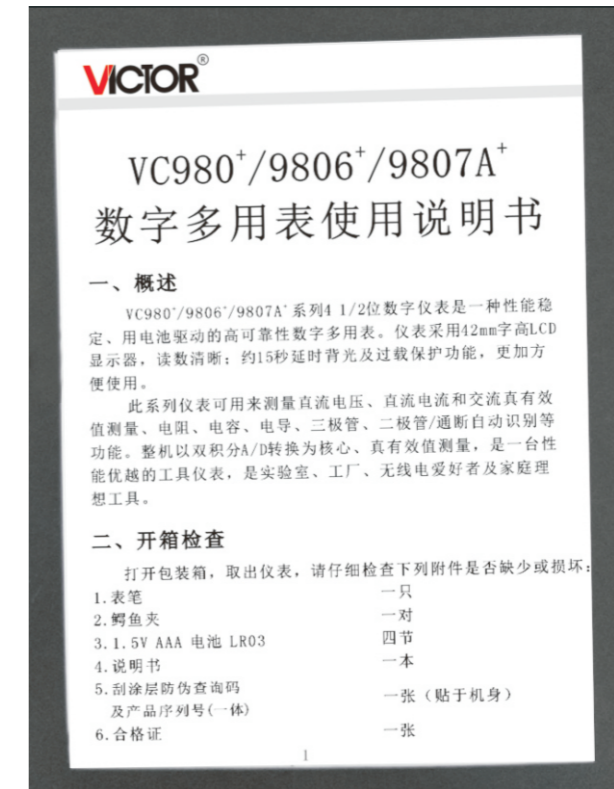 VICTOR®
VC980⁺/9806⁺/9807A⁺
数字多用表使用说明书
一、概述
VC980⁺/9806⁺/9807A⁺系列4 1/2位数字仪表是一种性能稳
定、用电池驱动的高可靠性数字多用表。仪表采用42mm字高LCD
显示器，读数清晰；约15秒延时背光及过载保护功能，更加方
便使用。
此系列仪表可用来测量直流电压、直流电流和交流真有效
值测量、电阻、电容、电导、三极管、二极管/通断自动识别等
功能。整机以双积分A/D转换为核心、真有效值测量，是一台性
能优越的工具仪表，是实验室、工厂、无线电爱好者及家庭理
想工具。
二、开箱检查
打开包装箱，取出仪表，请仔细检查下列附件是否缺少或损坏：
1.表笔 一只
2.鳄鱼夹 一对
3.1.5V AAA 电池 LR03 四节
4.说明书 一本
5.刮涂层防伪查询码
及产品序列号(一体) 一张（贴于机身）
6.合格证 一张
1